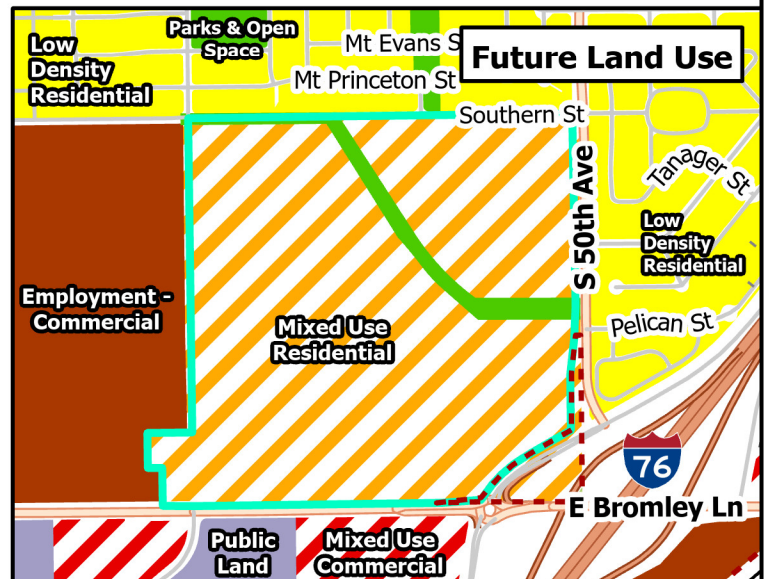 Future Land Use
Low
Density
Residential
Parks & Open
Space
Mt Evans S
Mt Princeton St
Southern St
S 50th Ave
Tanager St
Low
Density
Residential
Pelican St
Employment -
Commercial
Mixed Use
Residential
76
E Bromley Ln
Public
Land
Mixed Use
Commercial